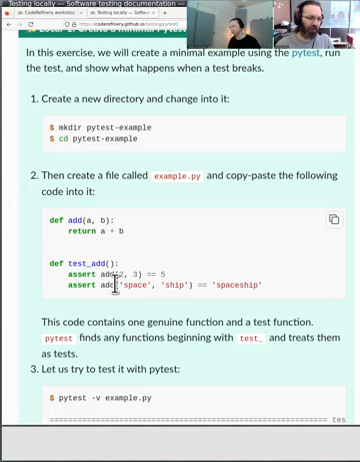 Testing locally — Software testing documentation —
CodeRefinery worksho
Testing locally — Softwar
https://coderefinery.github.io/testing/pytest/
In this exercise, we will create a minimal example using the pytest, run
the test, and show what happens when a test breaks.
1. Create a new directory and change into it:
$ mkdir pytest-example
$ cd pytest-example
2. Then create a file called example.py and copy-paste the following
code into it:
def add(a, b):
return a + b
def test_add():
assert add(2, 3) == 5
assert add('space', 'ship') == 'spaceship'
This code contains one genuine function and a test function.
pytest finds any functions beginning with test_ and treats them
as tests.
3. Let us try to test it with pytest:
$ pytest -v example.py
============================================================ tes